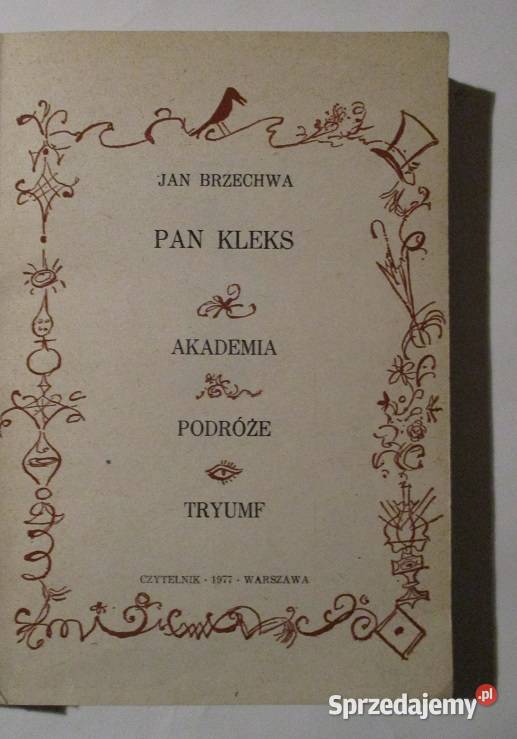 JAN BRZECHWA
PAN KLEKS
AKADEMIA
PODRÓŻE
TRYUMF
CZYTELNIK · 1977 · WARSZAWA
Sprzedajemy.pl